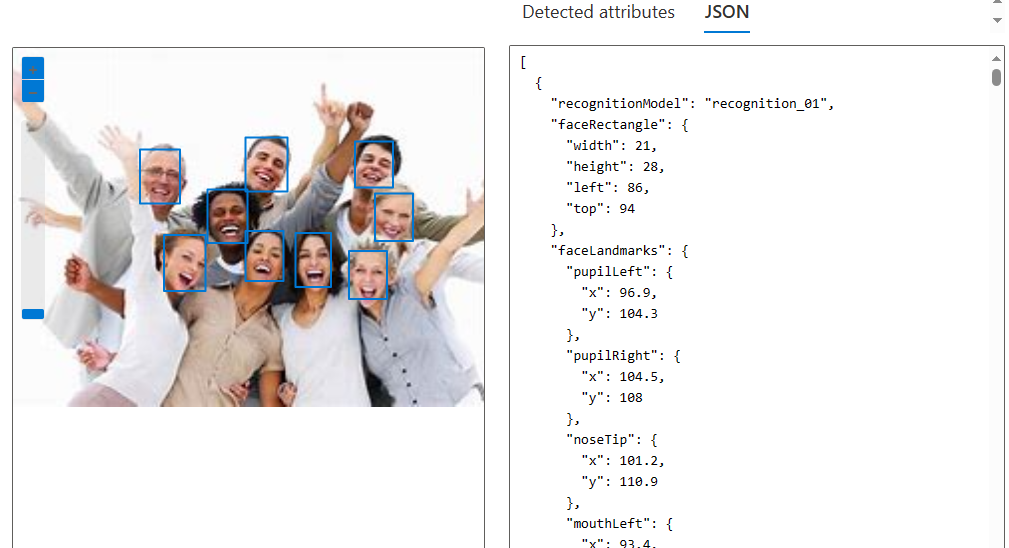 Detected attributes JSON
[
{
"recognitionModel": "recognition_01",
"faceRectangle": {
"width": 21,
"height": 28,
"left": 86,
"top": 94
},
"faceLandmarks": {
"pupilLeft": {
"x": 96.9,
"y": 104.3
},
"pupilRight": {
"x": 104.5,
"y": 108
},
"noseTip": {
"x": 101.2,
"y": 110.9
},
"mouthLeft": {
"x": 93.4,